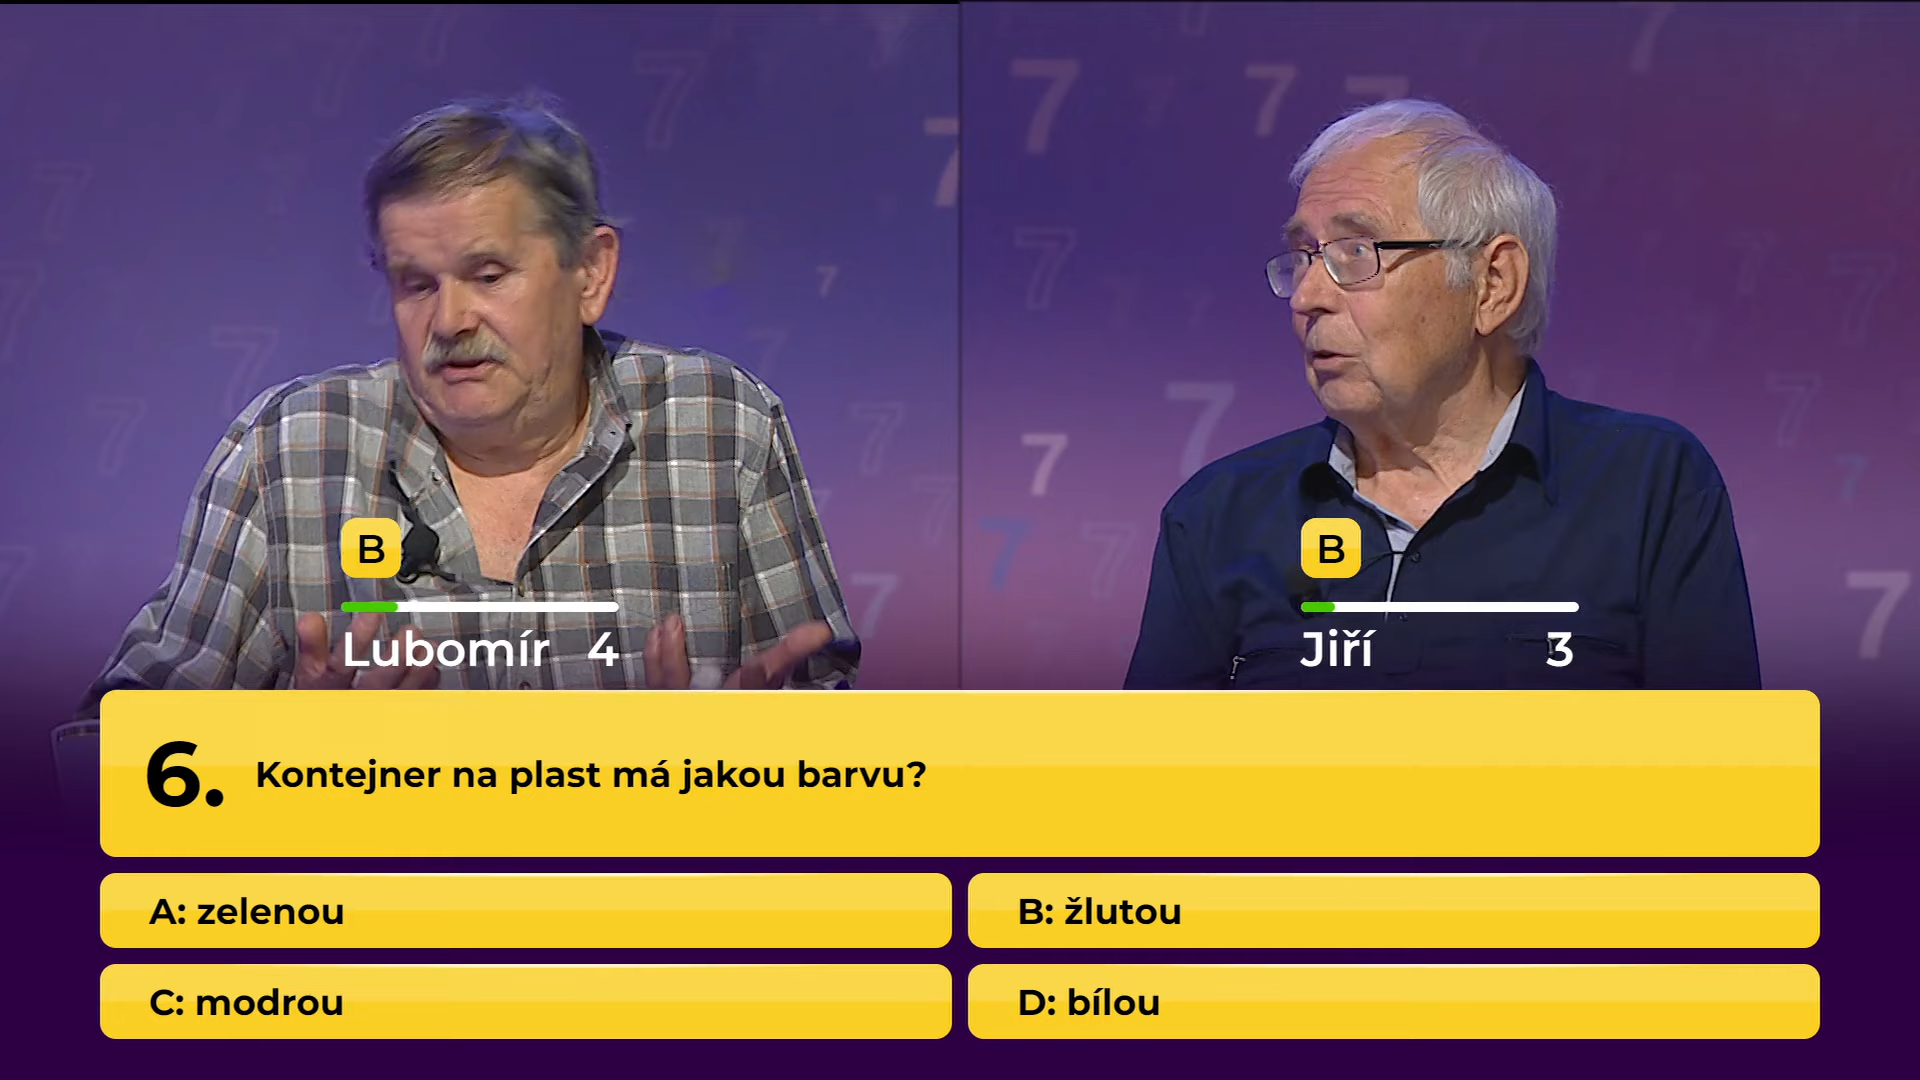 B
B
Lubomír 4
Jiří 3
6. Kontejner na plast má jakou barvu?
A: zelenou
B: žlutou
C: modrou
D: bílou